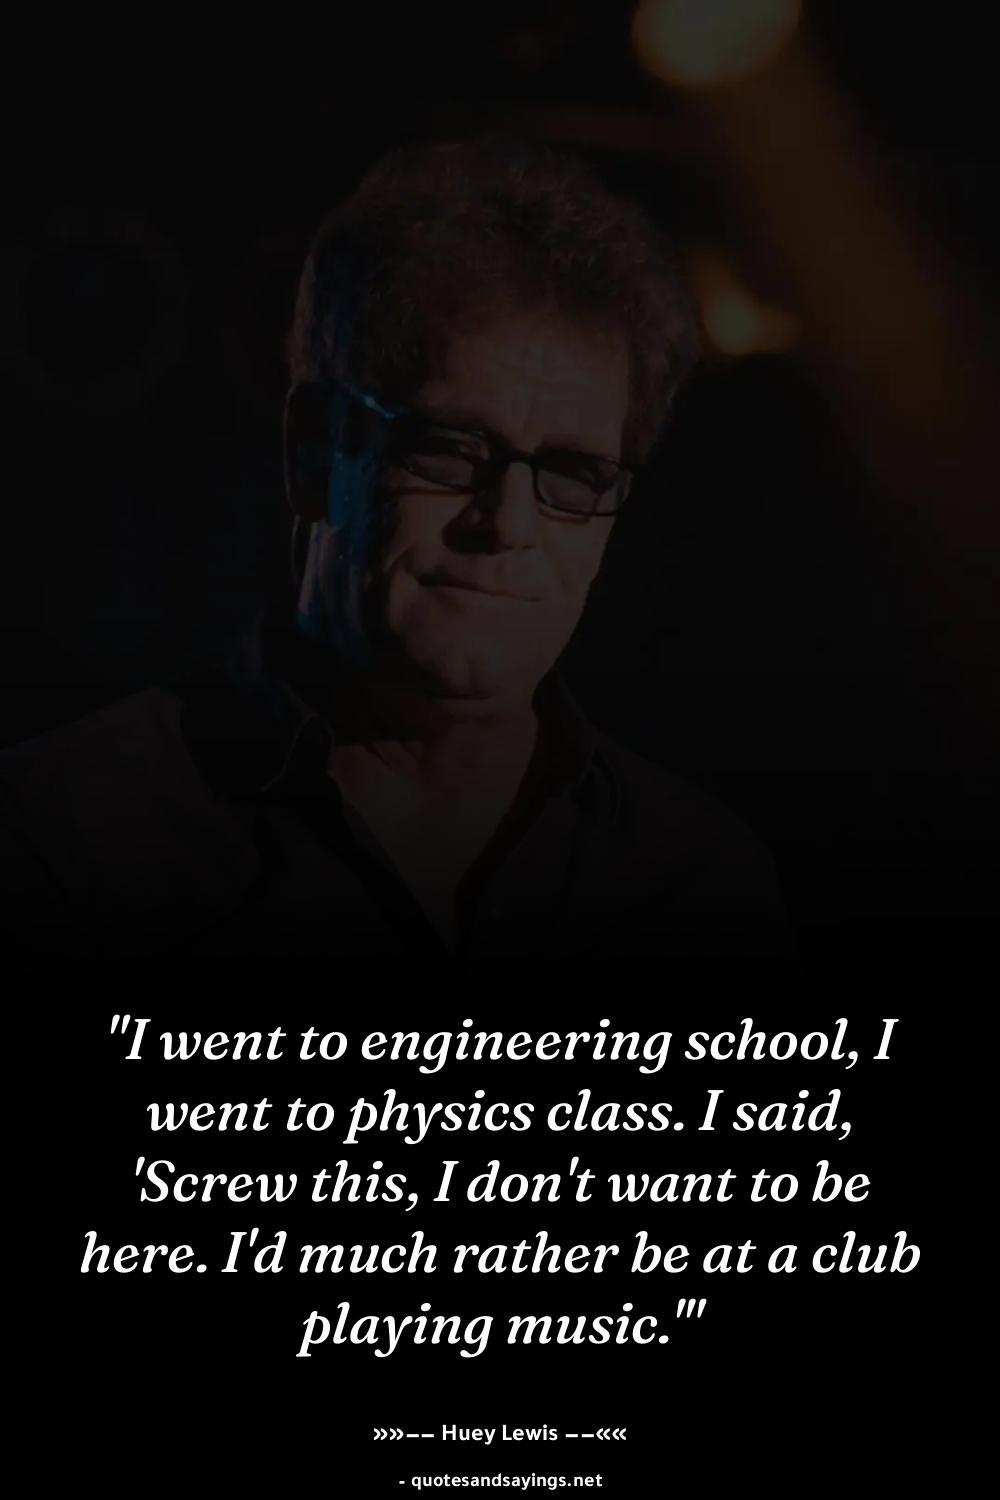 "I went to engineering school, I
went to physics class. I said,
'Screw this, I don't want to be
here. I'd much rather be at a club
playing music.'"
»»–– Huey Lewis ––««
- quotesandsayings.net